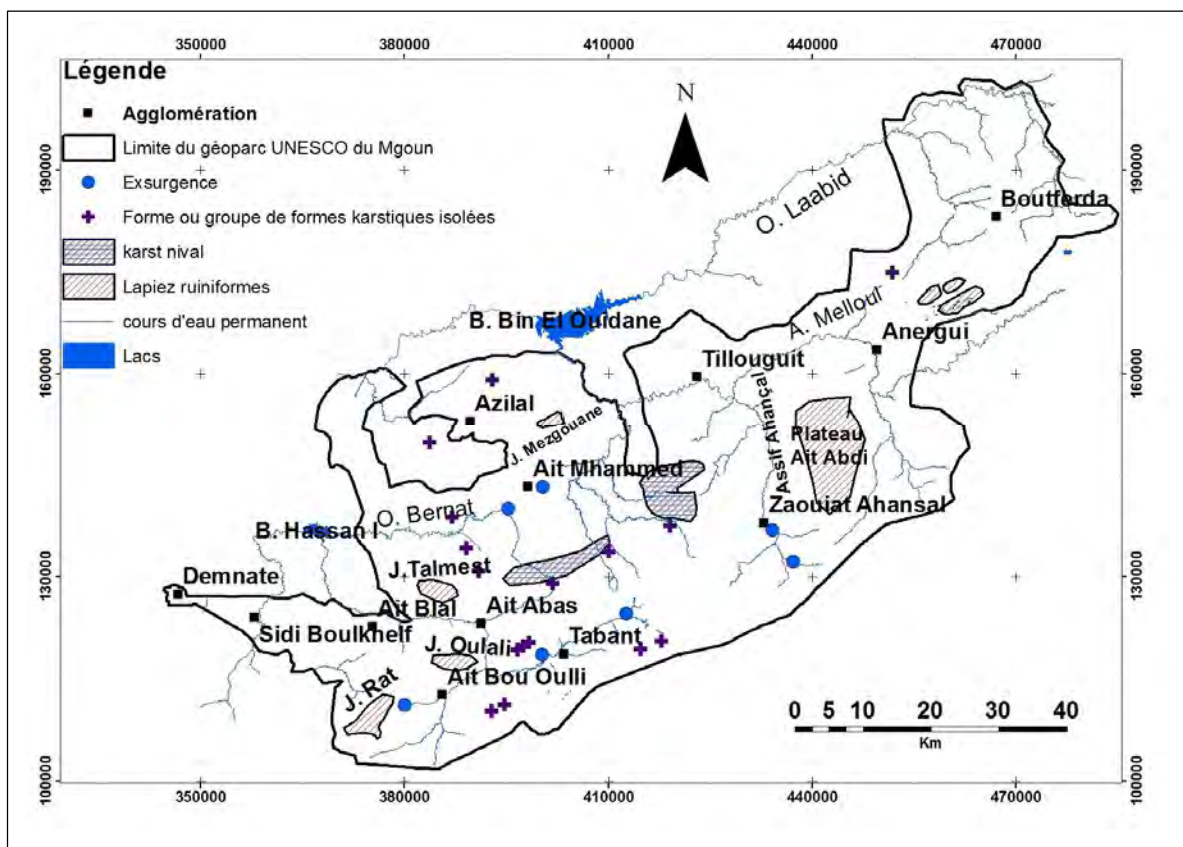 350000 380000 410000 440000 470000
Légende
Agglomération
Limite du géoparc UNESCO du Mgoun
Exsurgence
Forme ou groupe de formes karstiques isolées
karst nival
Lapiez ruiniformes
cours d'eau permanent
Lacs
N
190000 190000
160000 160000
130000 130000
100000 100000
O. Laabid
Boutferda
A. Melloul
Anergui
B. Bin El Ouidane
Tillouguit
Azilal
J. Mezgouane
Assif Ahançal
Plateau
Ait Abdi
Ait Mhammed
Zaouiat Ahansal
O. Bernat
B. Hassan I
J.Talmest
Demnate
Ait Blal
Ait Abas
Sidi Boulkhelf
J. Oulali
Tabant
Ait Bou Oulli
J. Rat
0 5 10 20 30 40
Km
350000 380000 410000 440000 470000